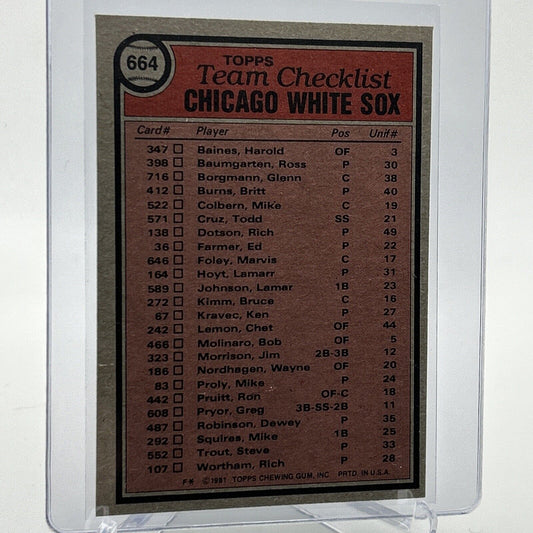 664
TOPPS
Team Checklist
CHICAGO WHITE SOX
Card# Player Pos Unif#
347 Baines, Harold OF 3
398 Baumgarten, Ross P 30
716 Borgmann, Glenn C 38
412 Burns, Britt P 40
522 Colbern, Mike C 19
571 Cruz, Todd SS 21
138 Dotson, Rich P 49
36 Farmer, Ed P 22
646 Foley, Marvis C 17
164 Hoyt, Lamarr P 31
589 Johnson, Lamar 1B 23
272 Kimm, Bruce C 16
67 Kravec, Ken P 27
242 Lemon, Chet OF 44
466 Molinaro, Bob OF 5
323 Morrison, Jim 2B-3B 12
186 Nordhagen, Wayne OF 20
83 Proly, Mike P 24
442 Pruitt, Ron OF-C 18
608 Pryor, Greg 3B-SS-2B 11
487 Robinson, Dewey P 35
292 Squires, Mike 1B 25
552 Trout, Steve P 33
107 Wortham, Rich P 28
F* ©1981 TOPPS CHEWING GUM, INC PRTD. IN U.S.A.